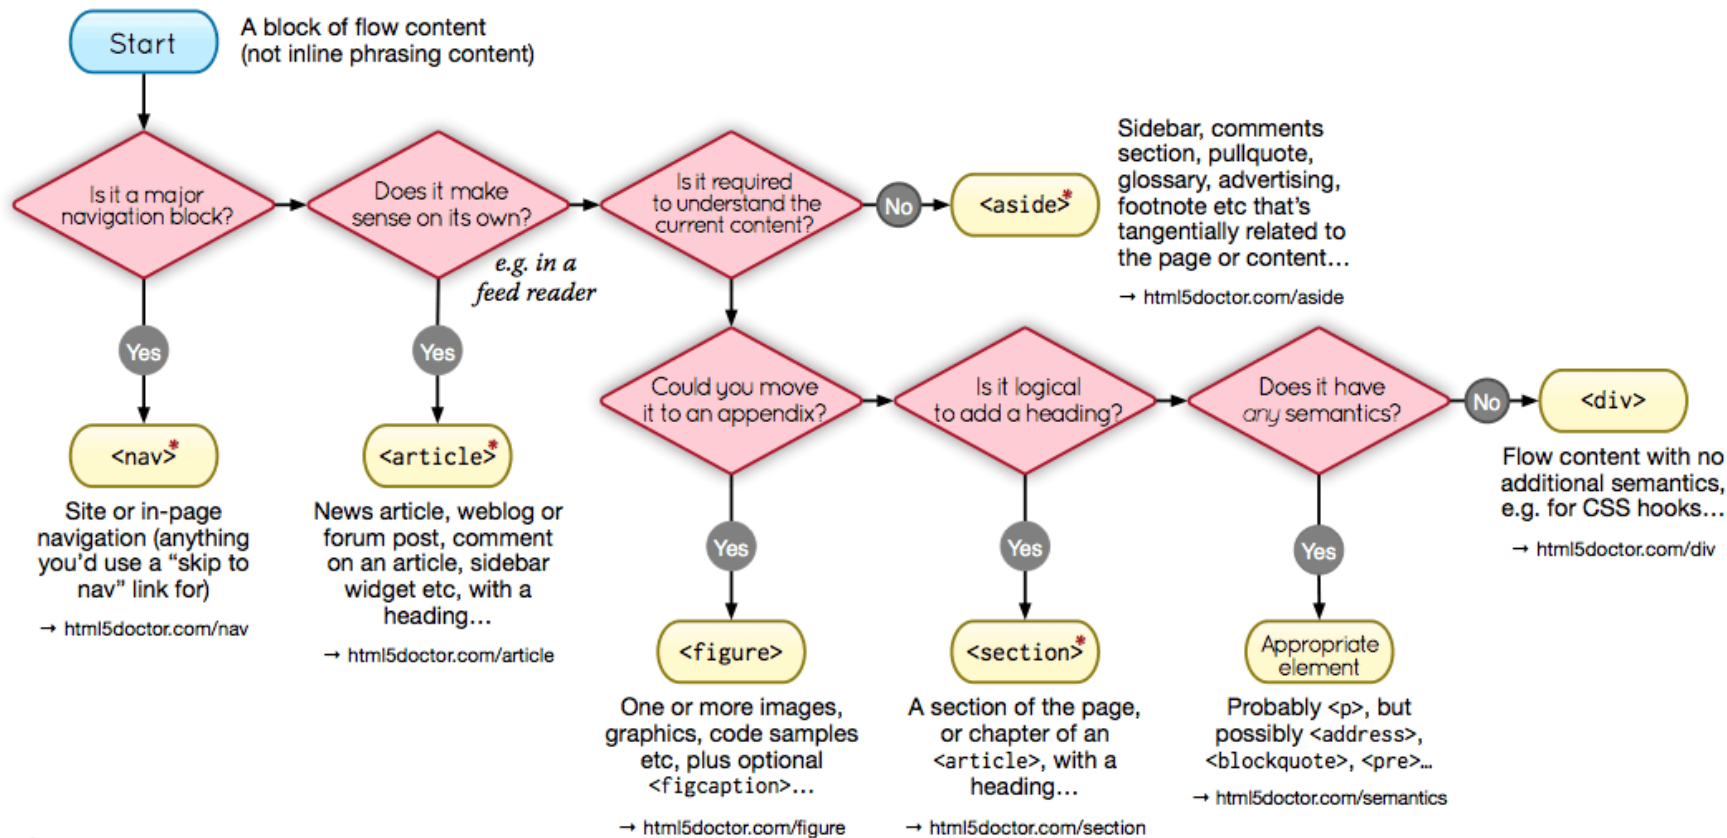 Start
A block of flow content
(not inline phrasing content)
Is it a major
navigation block?
Does it make
sense on its own?
e.g. in a
feed reader
Is it required
to understand the
current content?
No
<aside>*
Sidebar, comments
section, pullquote,
glossary, advertising,
footnote etc that’s
tangentially related to
the page or content…
→ html5doctor.com/aside
Yes
<nav>*
Site or in-page
navigation (anything
you’d use a “skip to
nav” link for)
→ html5doctor.com/nav
Yes
<article>*
News article, weblog or
forum post, comment
on an article, sidebar
widget etc, with a
heading…
→ html5doctor.com/article
Could you move
it to an appendix?
Is it logical
to add a heading?
Does it have
any semantics?
No
<div>
Flow content with no
additional semantics,
e.g. for CSS hooks…
→ html5doctor.com/div
Yes
<figure>
One or more images,
graphics, code samples
etc, plus optional
<figcaption>…
→ html5doctor.com/figure
Yes
<section>*
A section of the page,
or chapter of an
<article>, with a
heading…
→ html5doctor.com/section
Yes
Appropriate
element
Probably <p>, but
possibly <address>,
<blockquote>, <pre>…
→ html5doctor.com/semantics